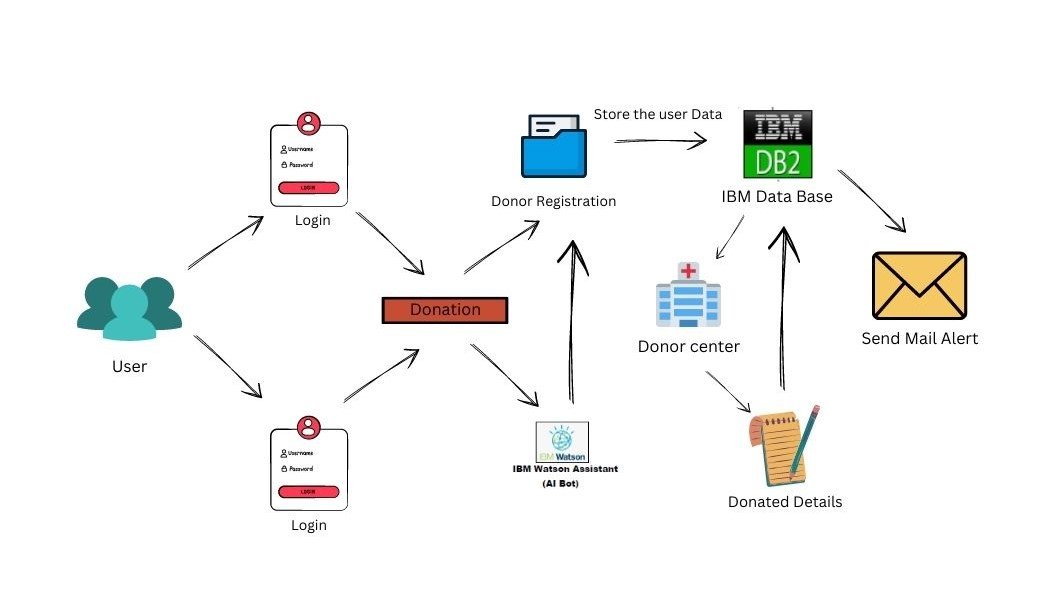 Username
Password
LOGIN
Login
User
Username
Password
LOGIN
Login
Donation
Donor Registration
Store the user Data
IBM
DB2
IBM Data Base
IBM Watson
IBM Watson Assistant
(AI Bot)
Donor center
Donated Details
Send Mail Alert